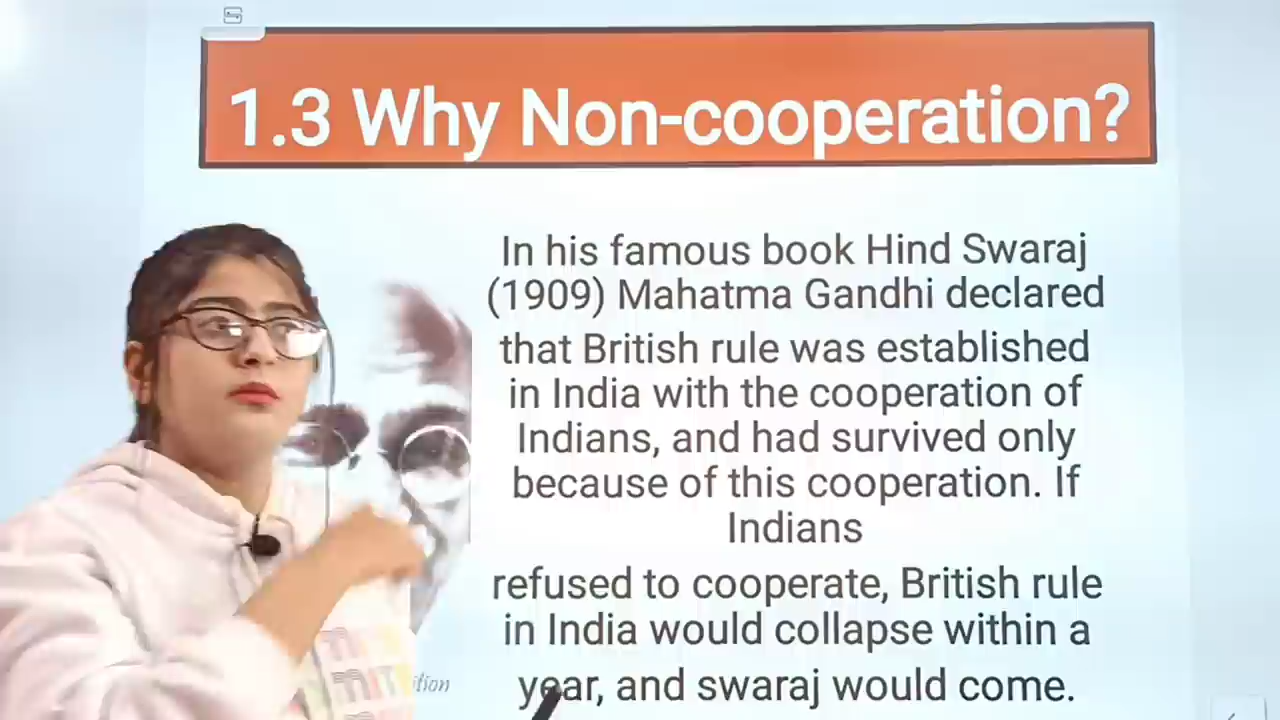 1.3 Why Non-cooperation?
In his famous book Hind Swaraj
(1909) Mahatma Gandhi declared
that British rule was established
in India with the cooperation of
Indians, and had survived only
because of this cooperation. If
Indians
refused to cooperate, British rule
in India would collapse within a
year, and swaraj would come.